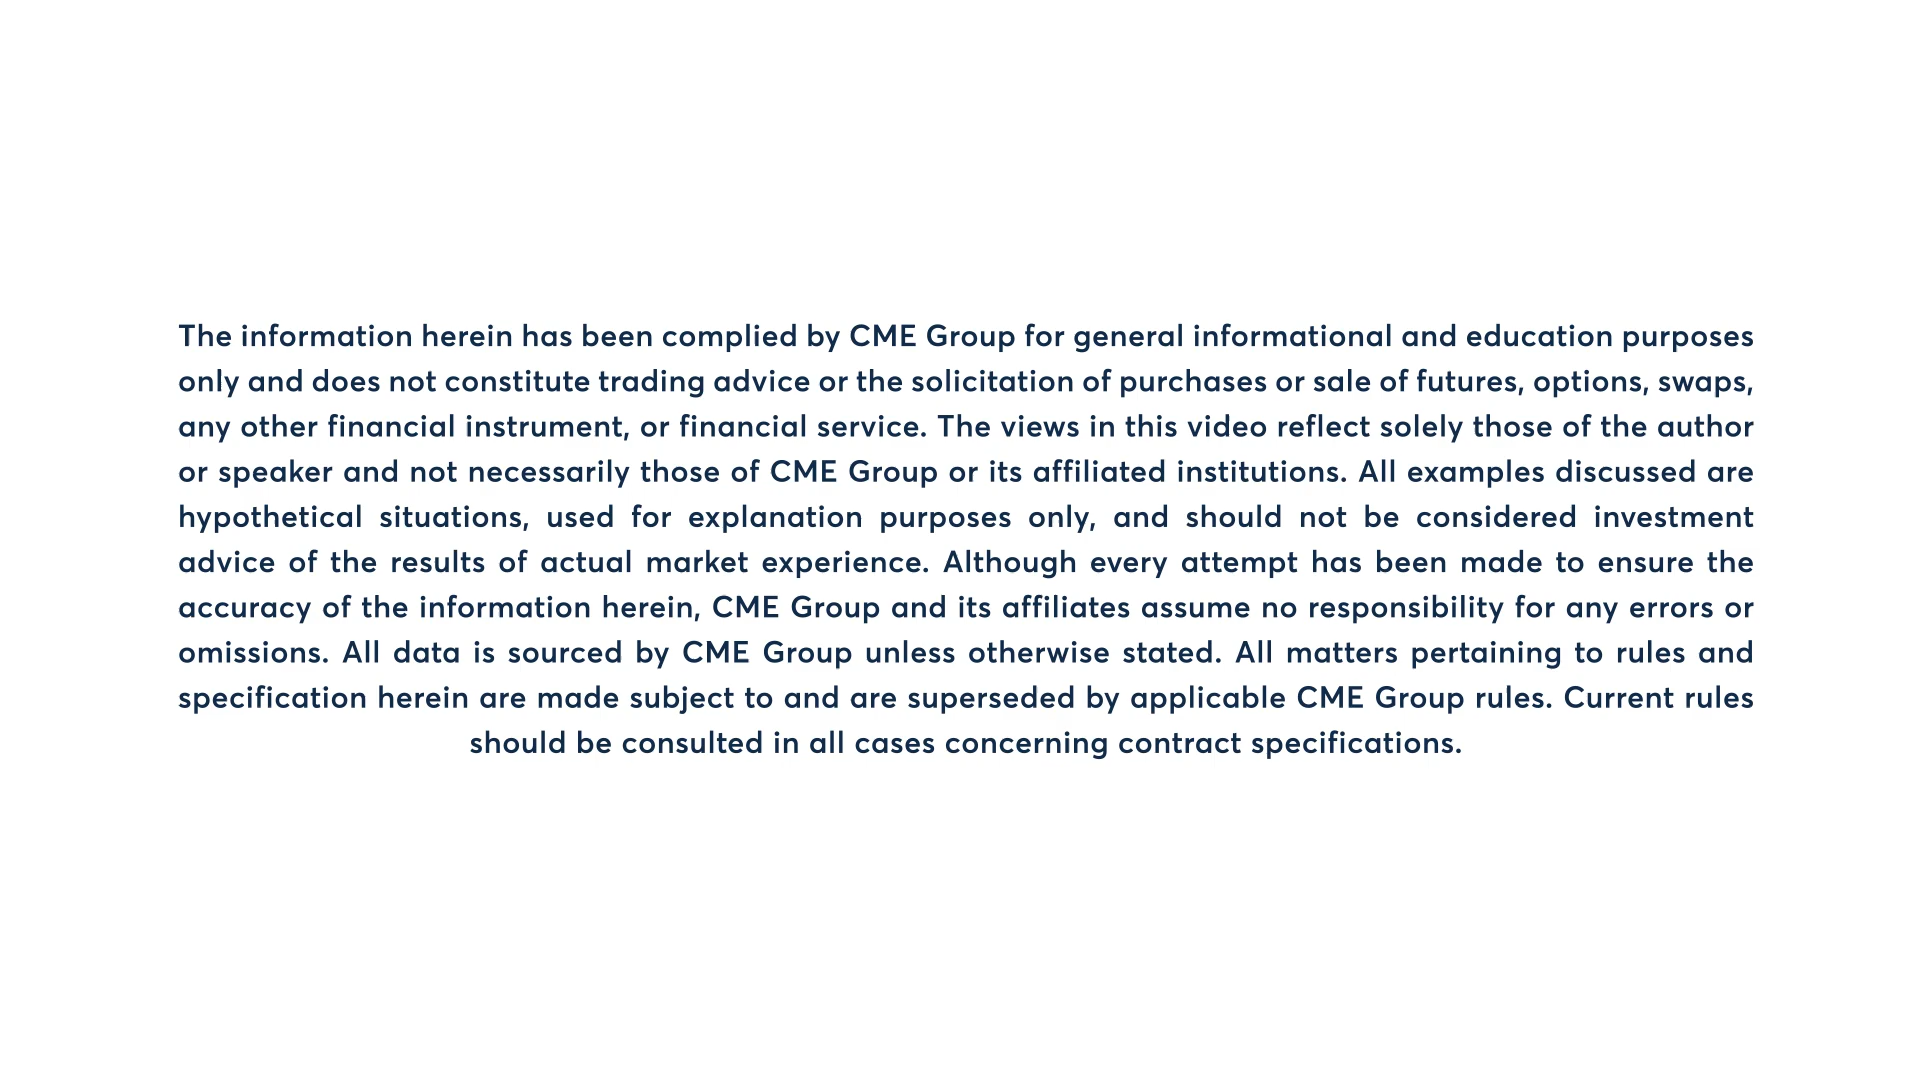 The information herein has been complied by CME Group for general informational and education purposes
only and does not constitute trading advice or the solicitation of purchases or sale of futures, options, swaps,
any other financial instrument, or financial service. The views in this video reflect solely those of the author
or speaker and not necessarily those of CME Group or its affiliated institutions. All examples discussed are
hypothetical situations, used for explanation purposes only, and should not be considered investment
advice of the results of actual market experience. Although every attempt has been made to ensure the
accuracy of the information herein, CME Group and its affiliates assume no responsibility for any errors or
omissions. All data is sourced by CME Group unless otherwise stated. All matters pertaining to rules and
specification herein are made subject to and are superseded by applicable CME Group rules. Current rules
should be consulted in all cases concerning contract specifications.